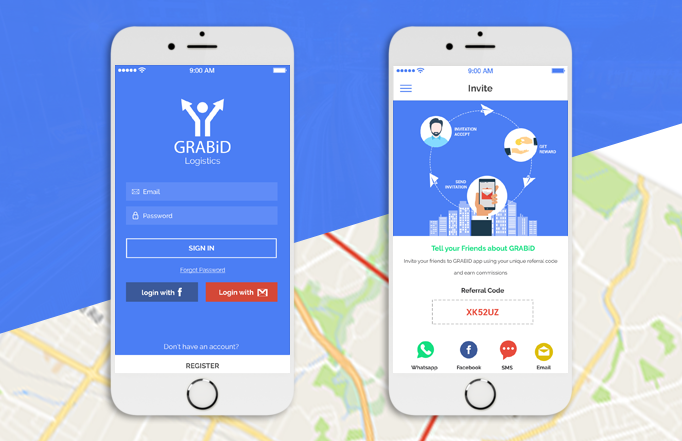 9:00 AM
GRABiD
Logistics
Email
Password
SIGN IN
Forgot Password
login with f
Login with M
Don't have an account?
REGISTER
9:00 AM
Invite
INVITATION
ACCEPT
GET
REWARD
SEND
INVITATION
Tell your Friends about GRABiD
Invite your friends to GRABiD app using your unique referral code
and earn commissions
Referral Code
XK52UZ
Whatsapp
Facebook
SMS
Email